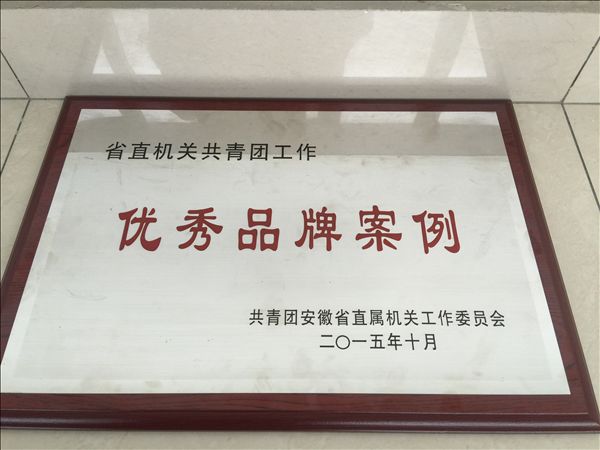 省直机关共青团工作
优秀品牌案例
共青团安徽省直属机关工作委员会
二〇一五年十月